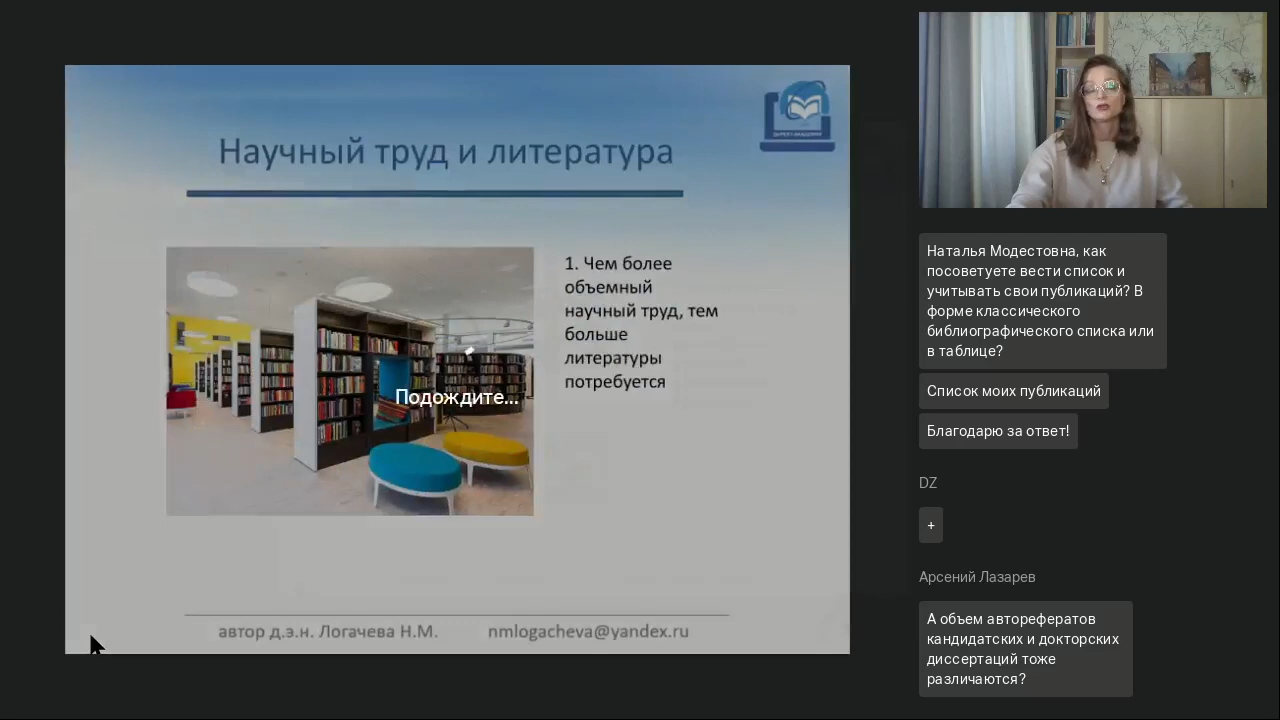 Научный труд и литература
1. Чем более
объемный
научный труд, тем
больше
литературы
потребуется
Подождите...
автор д.э.н. Логачева Н.М. nmlogacheva@yandex.ru
Наталья Модестовна, как
посоветуете вести список и
учитывать свои публикаций? В
форме классического
библиографического списка или
в таблице?
Список моих публикаций
Благодарю за ответ!
DZ
+
Арсений Лазарев
А объем авторефератов
кандидатских и докторских
диссертаций тоже
различаются?